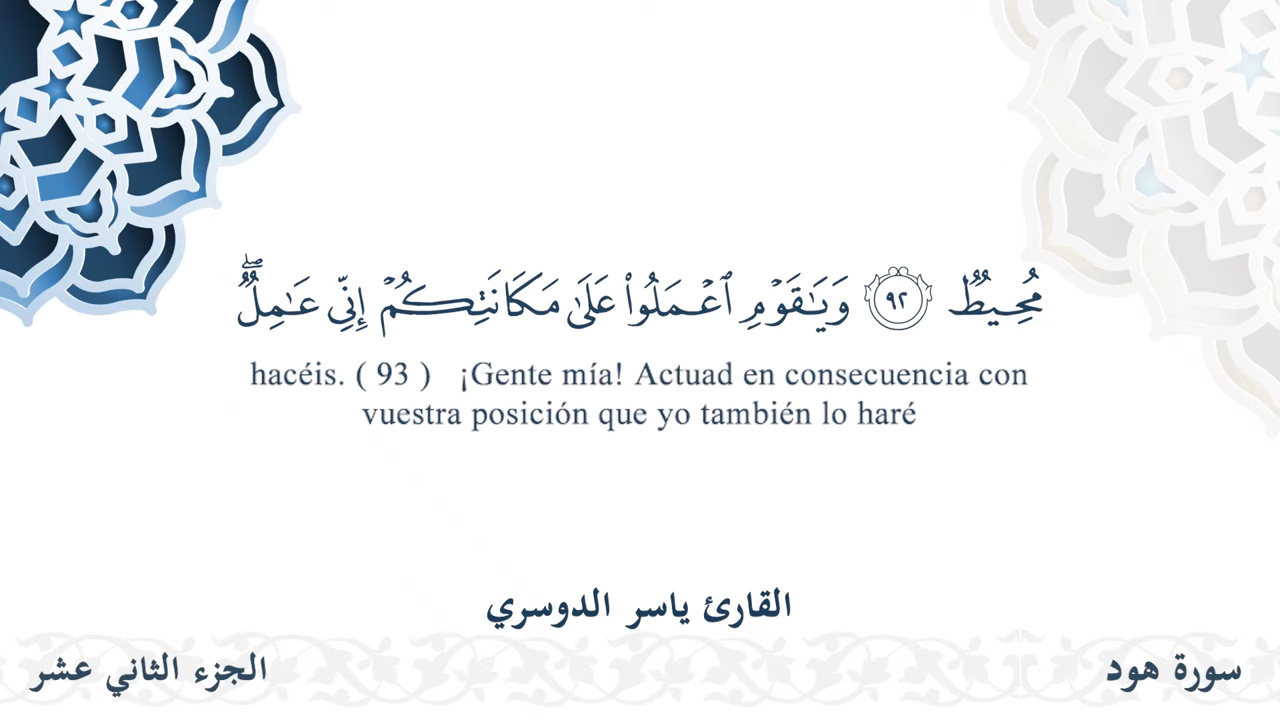 مُحِيطٌ ٩٢ وَيَٰقَوْمِ ٱعْمَلُوا۟ عَلَىٰ مَكَانَتِكُمْ إِنِّى عَٰمِلٌۖ
hacéis. ( 93 ) ¡Gente mía! Actuad en consecuencia con
vuestra posición que yo también lo haré
القارئ ياسر الدوسري
سورة هود
الجزء الثاني عشر